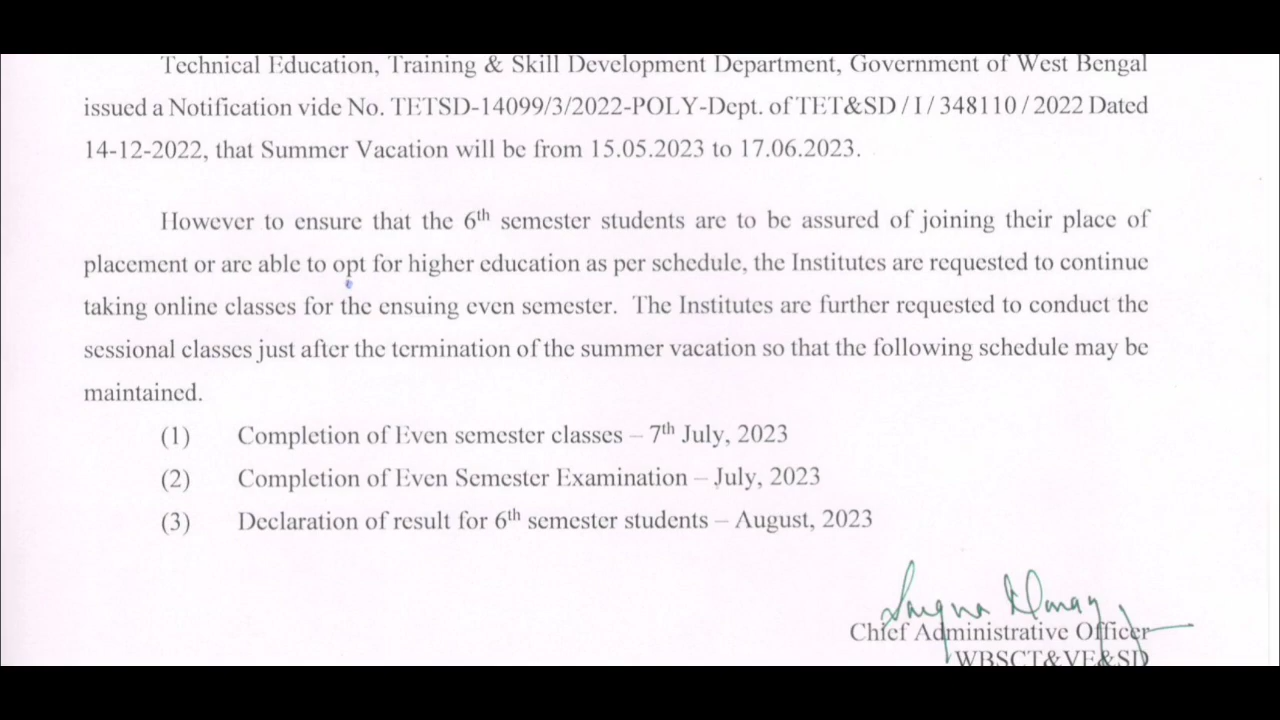 Technical Education, Training & Skill Development Department, Government of West Bengal
issued a Notification vide No. TETSD-14099/3/2022-POLY-Dept. of TET&SD / I / 348110 / 2022 Dated
14-12-2022, that Summer Vacation will be from 15.05.2023 to 17.06.2023.
However to ensure that the 6th semester students are to be assured of joining their place of
placement or are able to opt for higher education as per schedule, the Institutes are requested to continue
taking online classes for the ensuing even semester. The Institutes are further requested to conduct the
sessional classes just after the termination of the summer vacation so that the following schedule may be
maintained.
(1) Completion of Even semester classes – 7th July, 2023
(2) Completion of Even Semester Examination – July, 2023
(3) Declaration of result for 6th semester students – August, 2023
Chief Administrative Officer
WBSCT&VE&SD